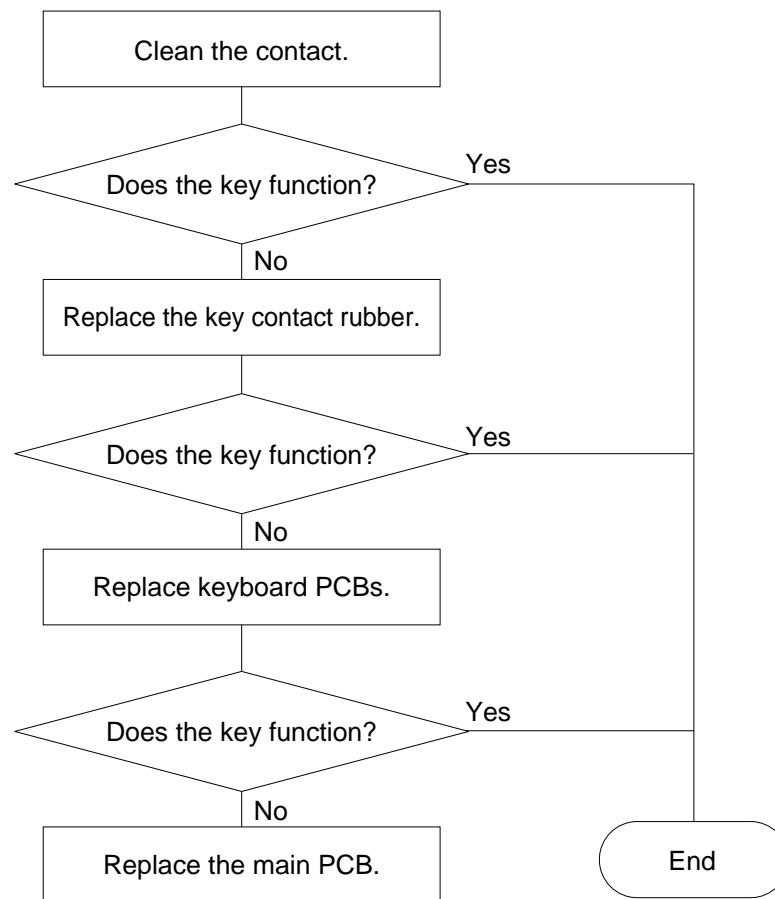 Clean the contact.
Does the key function?
Yes
No
Replace the key contact rubber.
Does the key function?
Yes
No
Replace keyboard PCBs.
Does the key function?
Yes
No
Replace the main PCB.
End